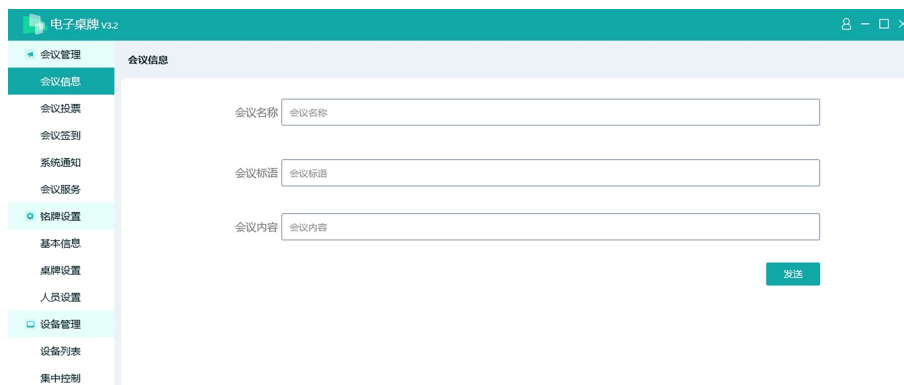 电子桌牌 V3.2
会议管理
会议信息
会议投票
会议签到
系统通知
会议服务
铭牌设置
基本信息
桌牌设置
人员设置
设备管理
设备列表
集中控制
会议信息
会议名称 会议名称
会议标语 会议标语
会议内容 会议内容
发送